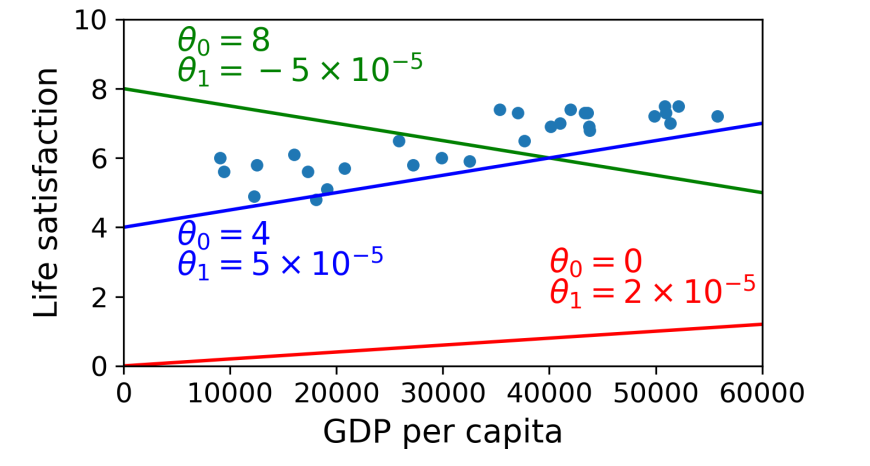 10
θ₀ = 8
θ₁ = − 5 × 10⁻⁵
8
6
4
θ₀ = 4
θ₁ = 5 × 10⁻⁵
θ₀ = 0
θ₁ = 2 × 10⁻⁵
2
0
Life satisfaction
0 10000 20000 30000 40000 50000 60000
GDP per capita